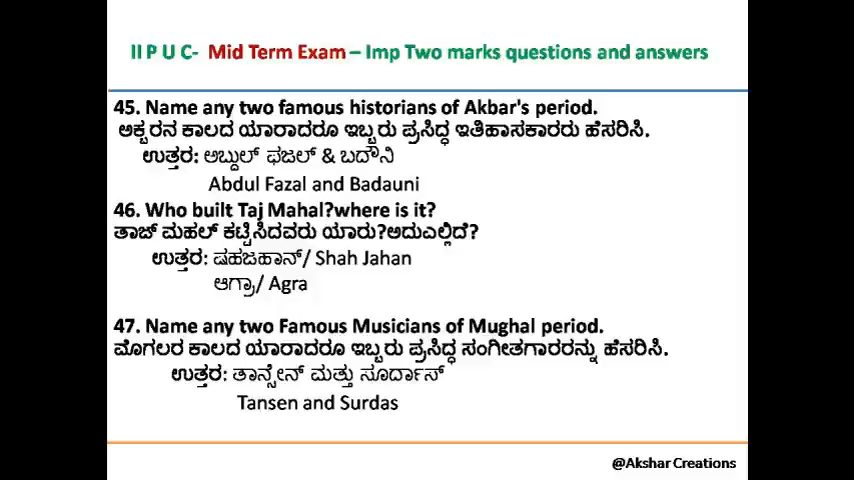 II P U C- Mid Term Exam – Imp Two marks questions and answers
45. Name any two famous historians of Akbar's period.
ಅಕ್ಬರನ ಕಾಲದ ಯಾರಾದರೂ ಇಬ್ಬರು ಪ್ರಸಿದ್ಧ ಇತಿಹಾಸಕಾರರು ಹೆಸರಿಸಿ.
ಉತ್ತರ: ಅಬ್ದುಲ್ ಫಜಲ್ & ಬದೌನಿ
Abdul Fazal and Badauni
46. Who built Taj Mahal?where is it?
ತಾಜ್ ಮಹಲ್ ಕಟ್ಟಿಸಿದವರು ಯಾರು?ಅದುಎಲ್ಲಿದೆ?
ಉತ್ತರ: ಷಹಜಹಾನ್/ Shah Jahan
ಆಗ್ರಾ/ Agra
47. Name any two Famous Musicians of Mughal period.
ಮೊಗಲರ ಕಾಲದ ಯಾರಾದರೂ ಇಬ್ಬರು ಪ್ರಸಿದ್ಧ ಸಂಗೀತಗಾರರನ್ನು ಹೆಸರಿಸಿ.
ಉತ್ತರ: ತಾನ್ಸೇನ್ ಮತ್ತು ಸೂರ್ದಾಸ್
Tansen and Surdas
@Akshar Creations